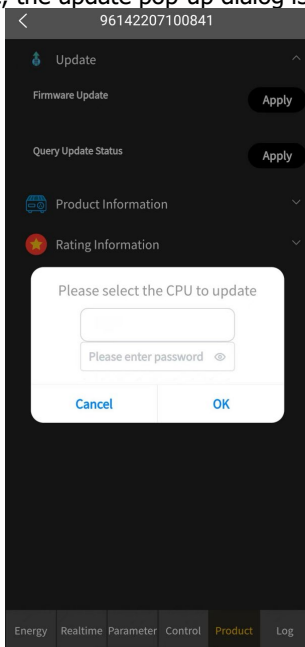 , the update pop-up dialog is
96142207100841
Update
Firmware Update
Apply
Query Update Status
Apply
Product Information
Rating Information
Please select the CPU to update
Please enter password
Cancel OK
Energy Realtime Parameter Control Product Log